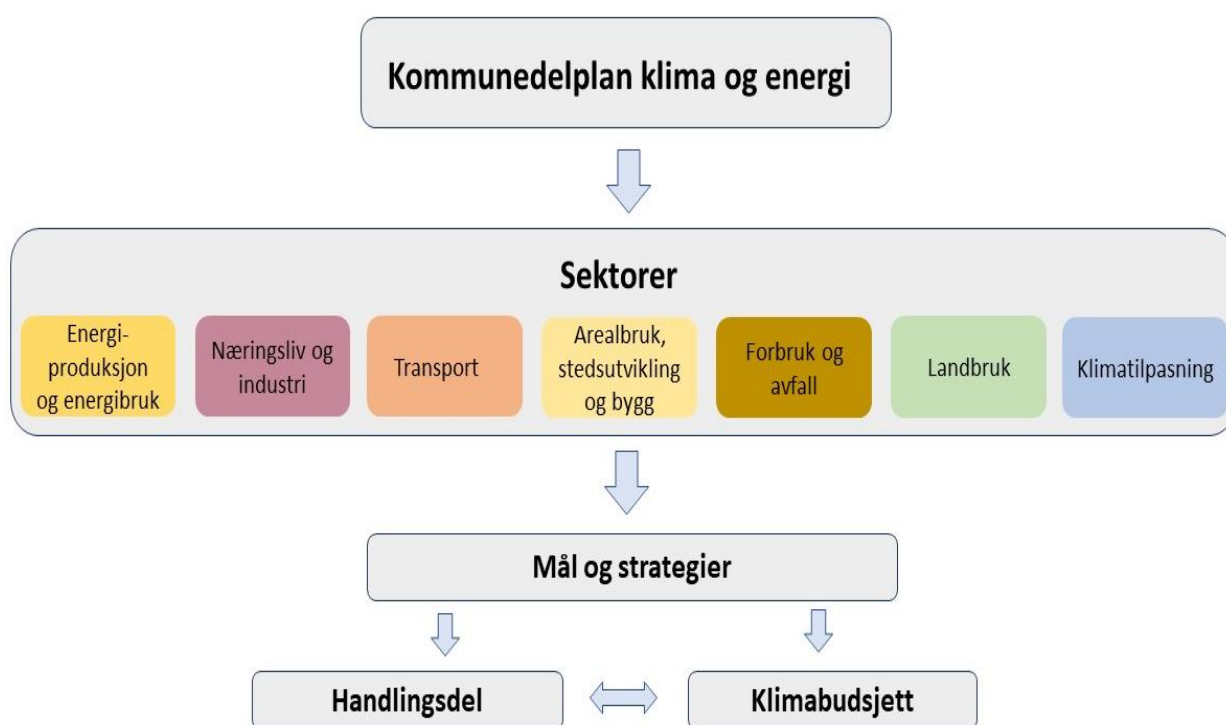 Kommunedelplan klima og energi
Sektorer
Energi-
produksjon
og energibruk
Næringsliv og
industri
Transport
Arealbruk,
stedsutvikling
og bygg
Forbruk og
avfall
Landbruk
Klimatilpasning
Mål og strategier
Handlingsdel
Klimabudsjett